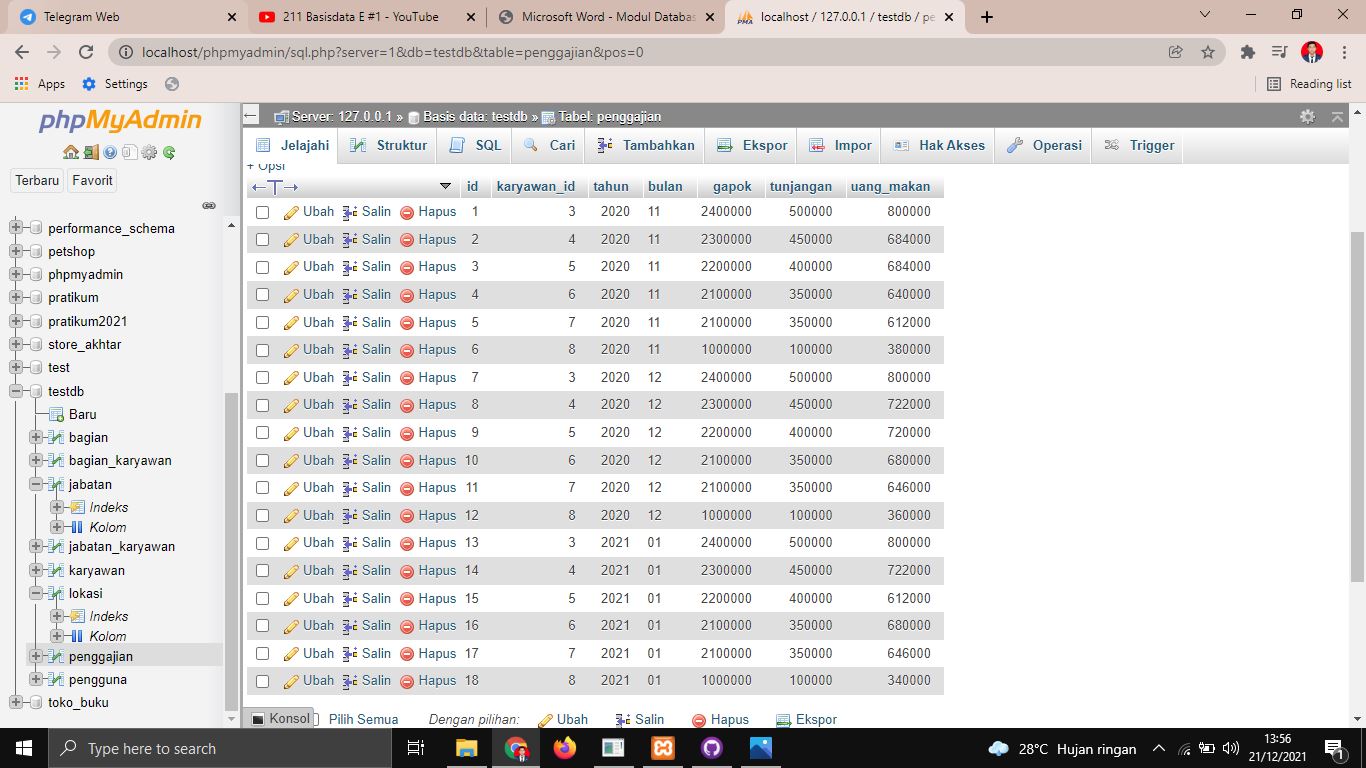 Telegram Web
211 Basisdata E #1 - YouTube
Microsoft Word - Modul Databas
localhost / 127.0.0.1 / testdb / pe
localhost/phpmyadmin/sql.php?server=1&db=testdb&table=penggajian&pos=0
Apps Settings Reading list
phpMyAdmin
Terbaru Favorit
performance_schema
petshop
phpmyadmin
pratikum
pratikum2021
store_akhtar
test
testdb
Baru
bagian
bagian_karyawan
jabatan
Indeks
Kolom
jabatan_karyawan
karyawan
lokasi
Indeks
Kolom
penggajian
pengguna
toko_buku
Server: 127.0.0.1 » Basis data: testdb » Tabel: penggajian
Jelajahi Struktur SQL Cari Tambahkan Ekspor Impor Hak Akses Operasi Trigger
+ Opsi
←T→ id karyawan_id tahun bulan gapok tunjangan uang_makan
Ubah Salin Hapus 1 3 2020 11 2400000 500000 800000
Ubah Salin Hapus 2 4 2020 11 2300000 450000 684000
Ubah Salin Hapus 3 5 2020 11 2200000 400000 684000
Ubah Salin Hapus 4 6 2020 11 2100000 350000 640000
Ubah Salin Hapus 5 7 2020 11 2100000 350000 612000
Ubah Salin Hapus 6 8 2020 11 1000000 100000 380000
Ubah Salin Hapus 7 3 2020 12 2400000 500000 800000
Ubah Salin Hapus 8 4 2020 12 2300000 450000 722000
Ubah Salin Hapus 9 5 2020 12 2200000 400000 720000
Ubah Salin Hapus 10 6 2020 12 2100000 350000 680000
Ubah Salin Hapus 11 7 2020 12 2100000 350000 646000
Ubah Salin Hapus 12 8 2020 12 1000000 100000 360000
Ubah Salin Hapus 13 3 2021 01 2400000 500000 800000
Ubah Salin Hapus 14 4 2021 01 2300000 450000 722000
Ubah Salin Hapus 15 5 2021 01 2200000 400000 612000
Ubah Salin Hapus 16 6 2021 01 2100000 350000 680000
Ubah Salin Hapus 17 7 2021 01 2100000 350000 646000
Ubah Salin Hapus 18 8 2021 01 1000000 100000 340000
Konsol Pilih Semua Dengan pilihan: Ubah Salin Hapus Ekspor
Type here to search
28°C Hujan ringan
13:56
21/12/2021
1